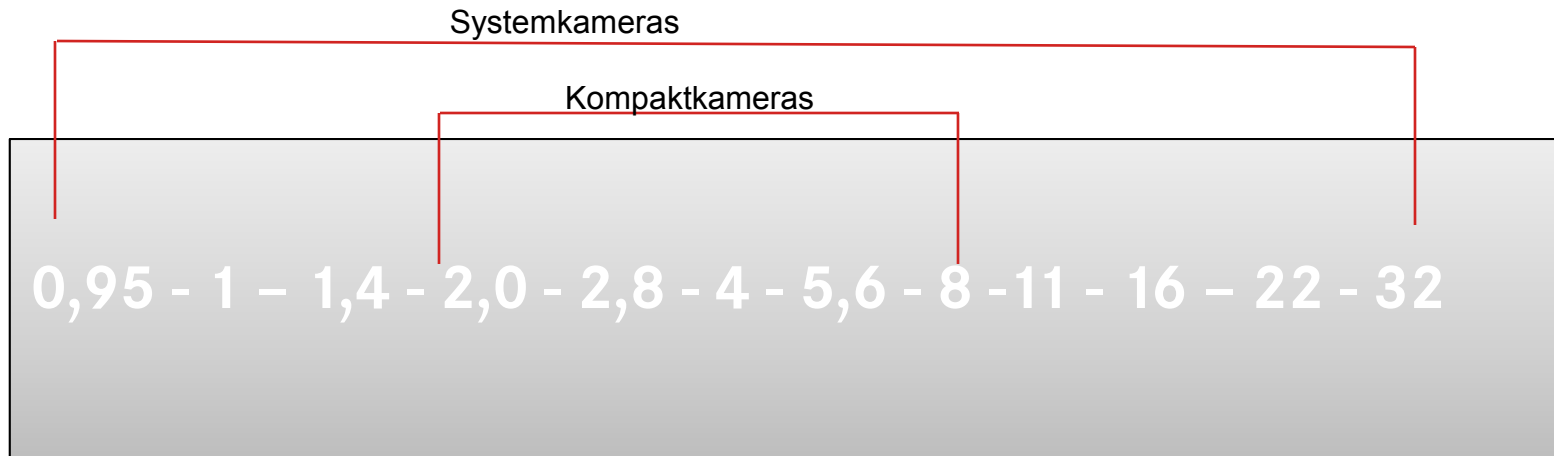 Systemkameras
Kompaktkameras
0,95 - 1 – 1,4 - 2,0 - 2,8 - 4 - 5,6 - 8 -11 - 16 – 22 - 32